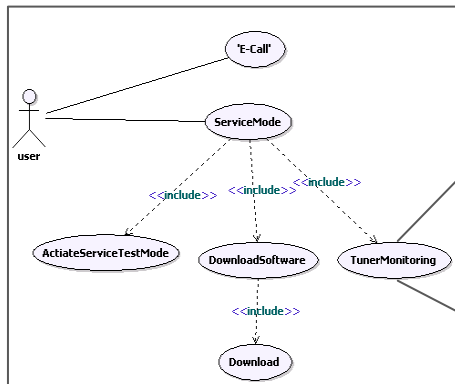 'E-Call'
ServiceMode
user
<<include>>
<<include>>
<<include>>
ActiateServiceTestMode
DownloadSoftware
TunerMonitoring
<<include>>
Download